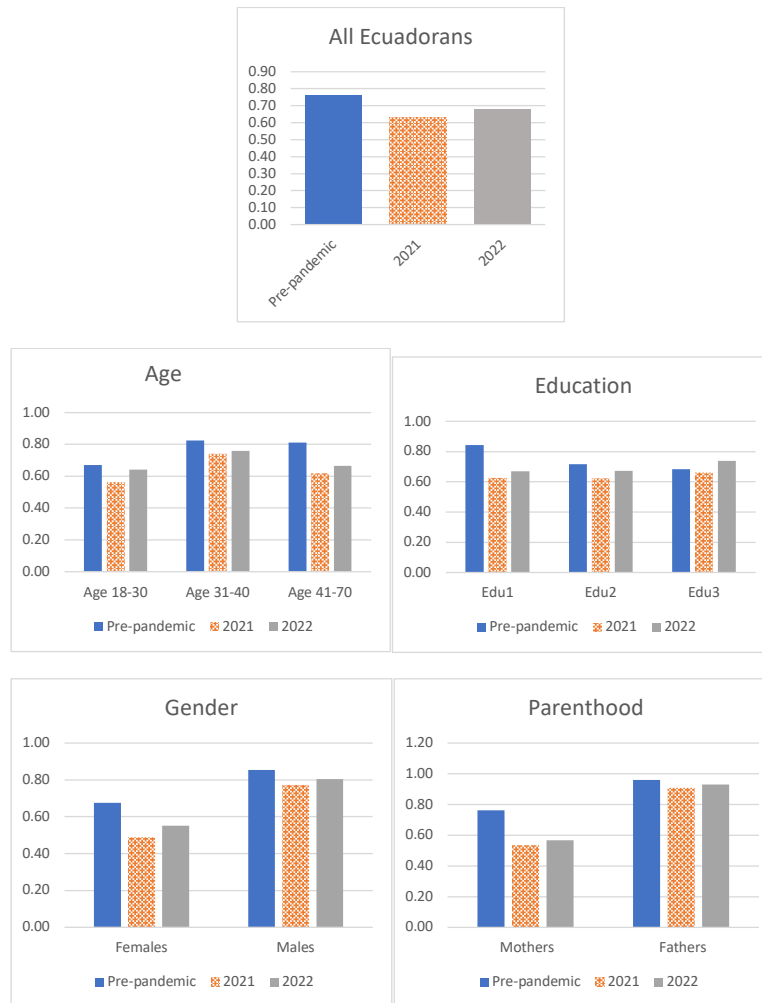 All Ecuadorans
0.90
0.80
0.70
0.60
0.50
0.40
0.30
0.20
0.10
0.00
Pre-pandemic
2021
2022
Age
1.00
0.80
0.60
0.40
0.20
0.00
Age 18-30
Age 31-40
Age 41-70
Pre-pandemic 2021 2022
Education
1.00
0.80
0.60
0.40
0.20
0.00
Edu1
Edu2
Edu3
Pre-pandemic 2021 2022
Gender
1.00
0.80
0.60
0.40
0.20
0.00
Females
Males
Pre-pandemic 2021 2022
Parenthood
1.20
1.00
0.80
0.60
0.40
0.20
0.00
Mothers
Fathers
Pre-pandemic 2021 2022